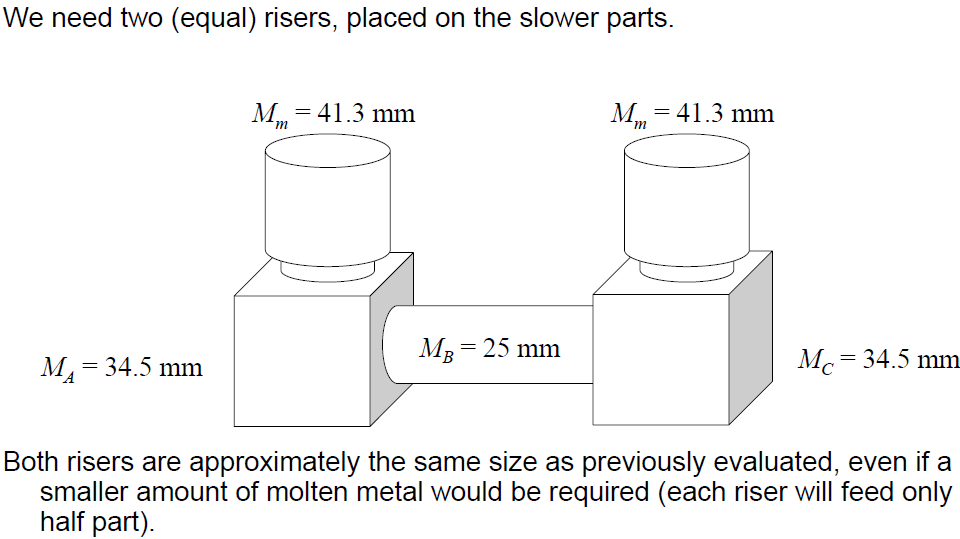 We need two (equal) risers, placed on the slower parts.
Mm = 41.3 mm
Mm = 41.3 mm
MA = 34.5 mm
MB = 25 mm
MC = 34.5 mm
Both risers are approximately the same size as previously evaluated, even if a
smaller amount of molten metal would be required (each riser will feed only
half part).